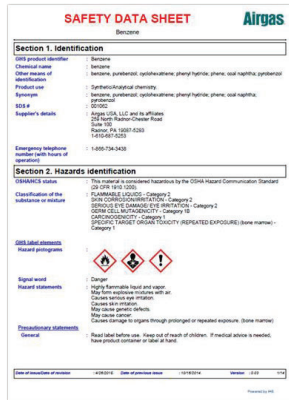 SAFETY DATA SHEET
Airgas
Benzene
Section 1. Identification
GHS product identifier : Benzene
Chemical name : benzene
Other means of identification : benzene, purebenzol; cyclohexatriene; phenyl hydride; phene; coal naphtha; pyrobenzol
Product use : Synthetic/Analytical chemistry.
Synonym : benzene, purebenzol; cyclohexatriene; phenyl hydride; phene; coal naphtha;
pyrobenzol
SDS # : 001062
Supplier's details : Airgas USA, LLC and its affiliates
259 North Radnor-Chester Road
Suite 100
Radnor, PA 19087-5283
1-610-687-5253
Emergency telephone number (with hours of operation) : 1-866-734-3438
Section 2. Hazards identification
OSHA/HCS status : This material is considered hazardous by the OSHA Hazard Communication Standard
(29 CFR 1910.1200).
Classification of the substance or mixture : FLAMMABLE LIQUIDS - Category 2
SKIN CORROSION/IRRITATION - Category 2
SERIOUS EYE DAMAGE/ EYE IRRITATION - Category 2
GERM CELL MUTAGENICITY - Category 1B
CARCINOGENICITY - Category 1
SPECIFIC TARGET ORGAN TOXICITY (REPEATED EXPOSURE) (bone marrow) -
Category 1
GHS label elements
Hazard pictograms :
Signal word : Danger
Hazard statements : Highly flammable liquid and vapor.
May form explosive mixtures with air.
Causes serious eye irritation.
Causes skin irritation.
May cause genetic defects.
May cause cancer.
Causes damage to organs through prolonged or repeated exposure. (bone marrow)
Precautionary statements
General : Read label before use. Keep out of reach of children. If medical advice is needed,
have product container or label at hand.
Date of issue/Date of revision
Date of previous issue
Version
1/14